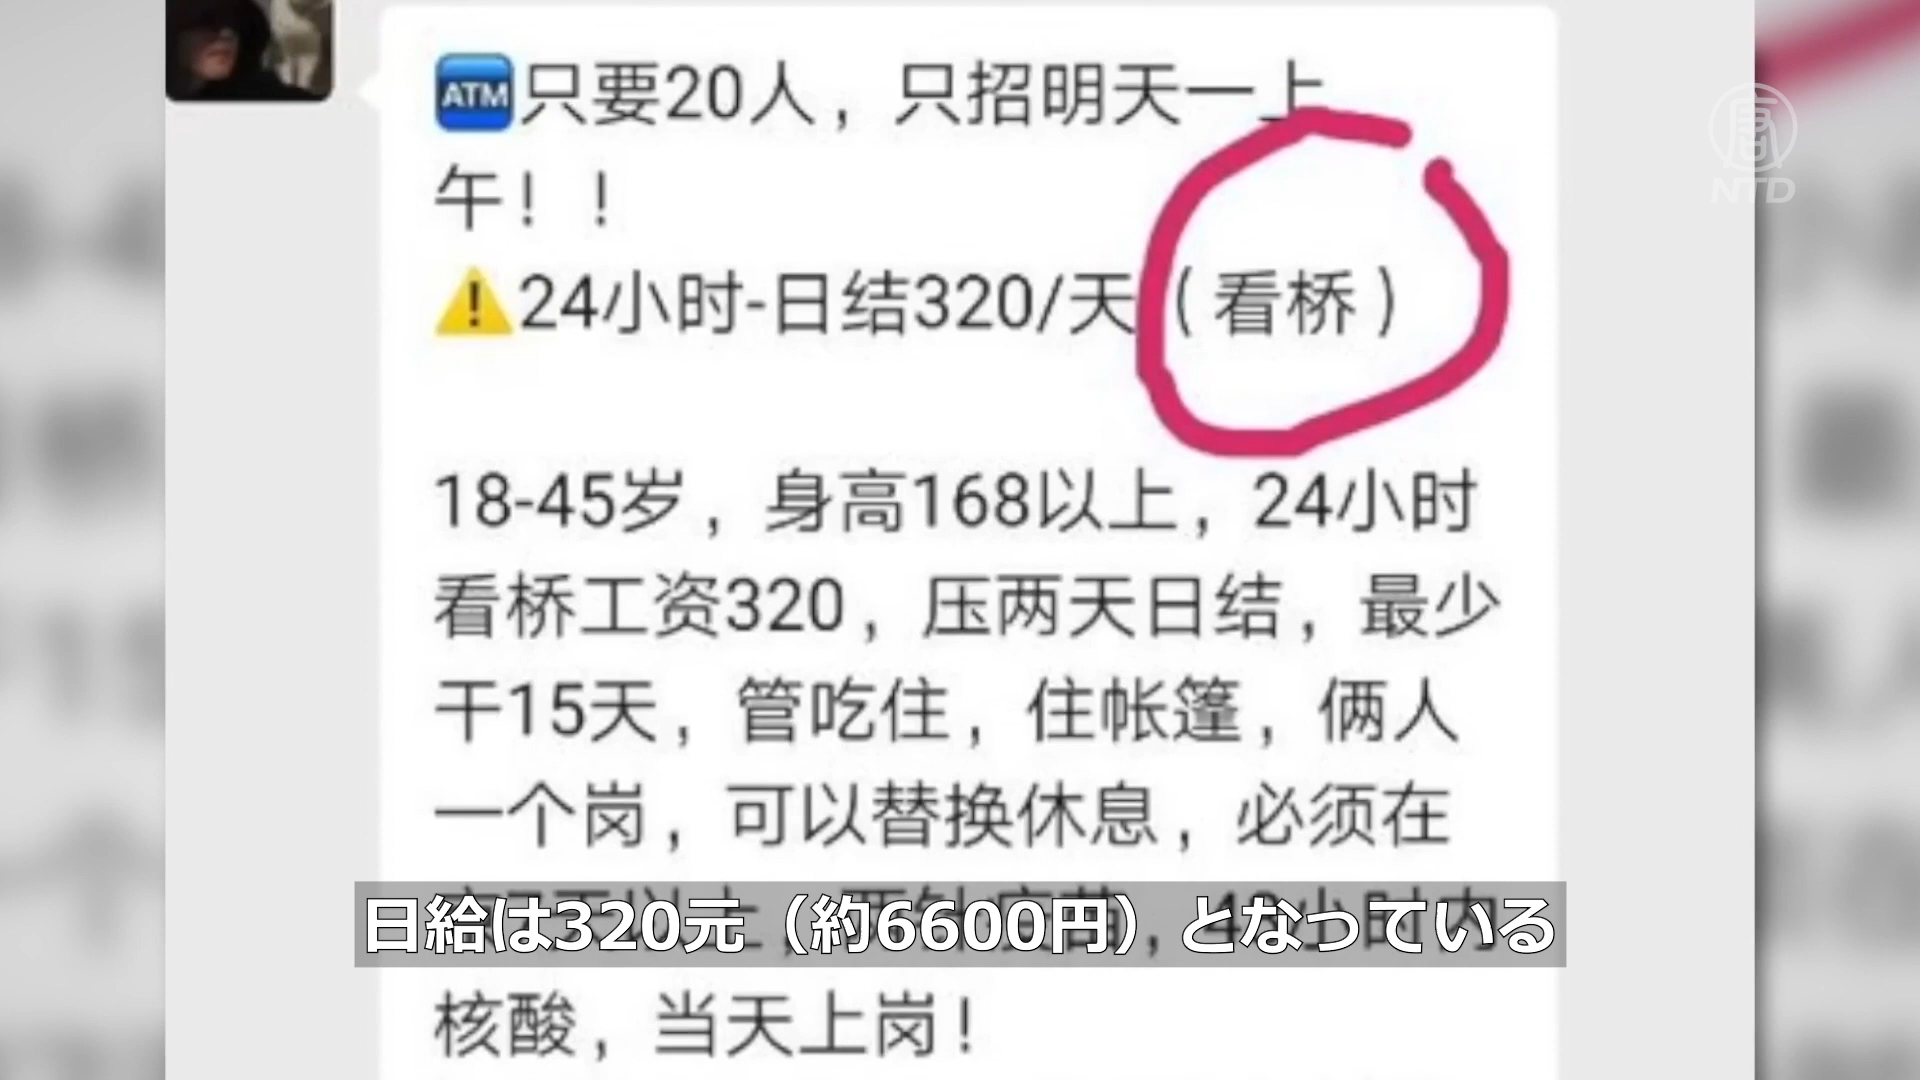 ATM只要20人，只招明天一上
午！！
24小时-日结320/天（看桥）
18-45岁，身高168以上，24小时
看桥工资320，压两天日结，最少
干15天，管吃住，住帐篷，俩人
一个岗，可以替换休息，必须在
日給は320元（約6600円）となっている
核酸，当天上岗！
NTD